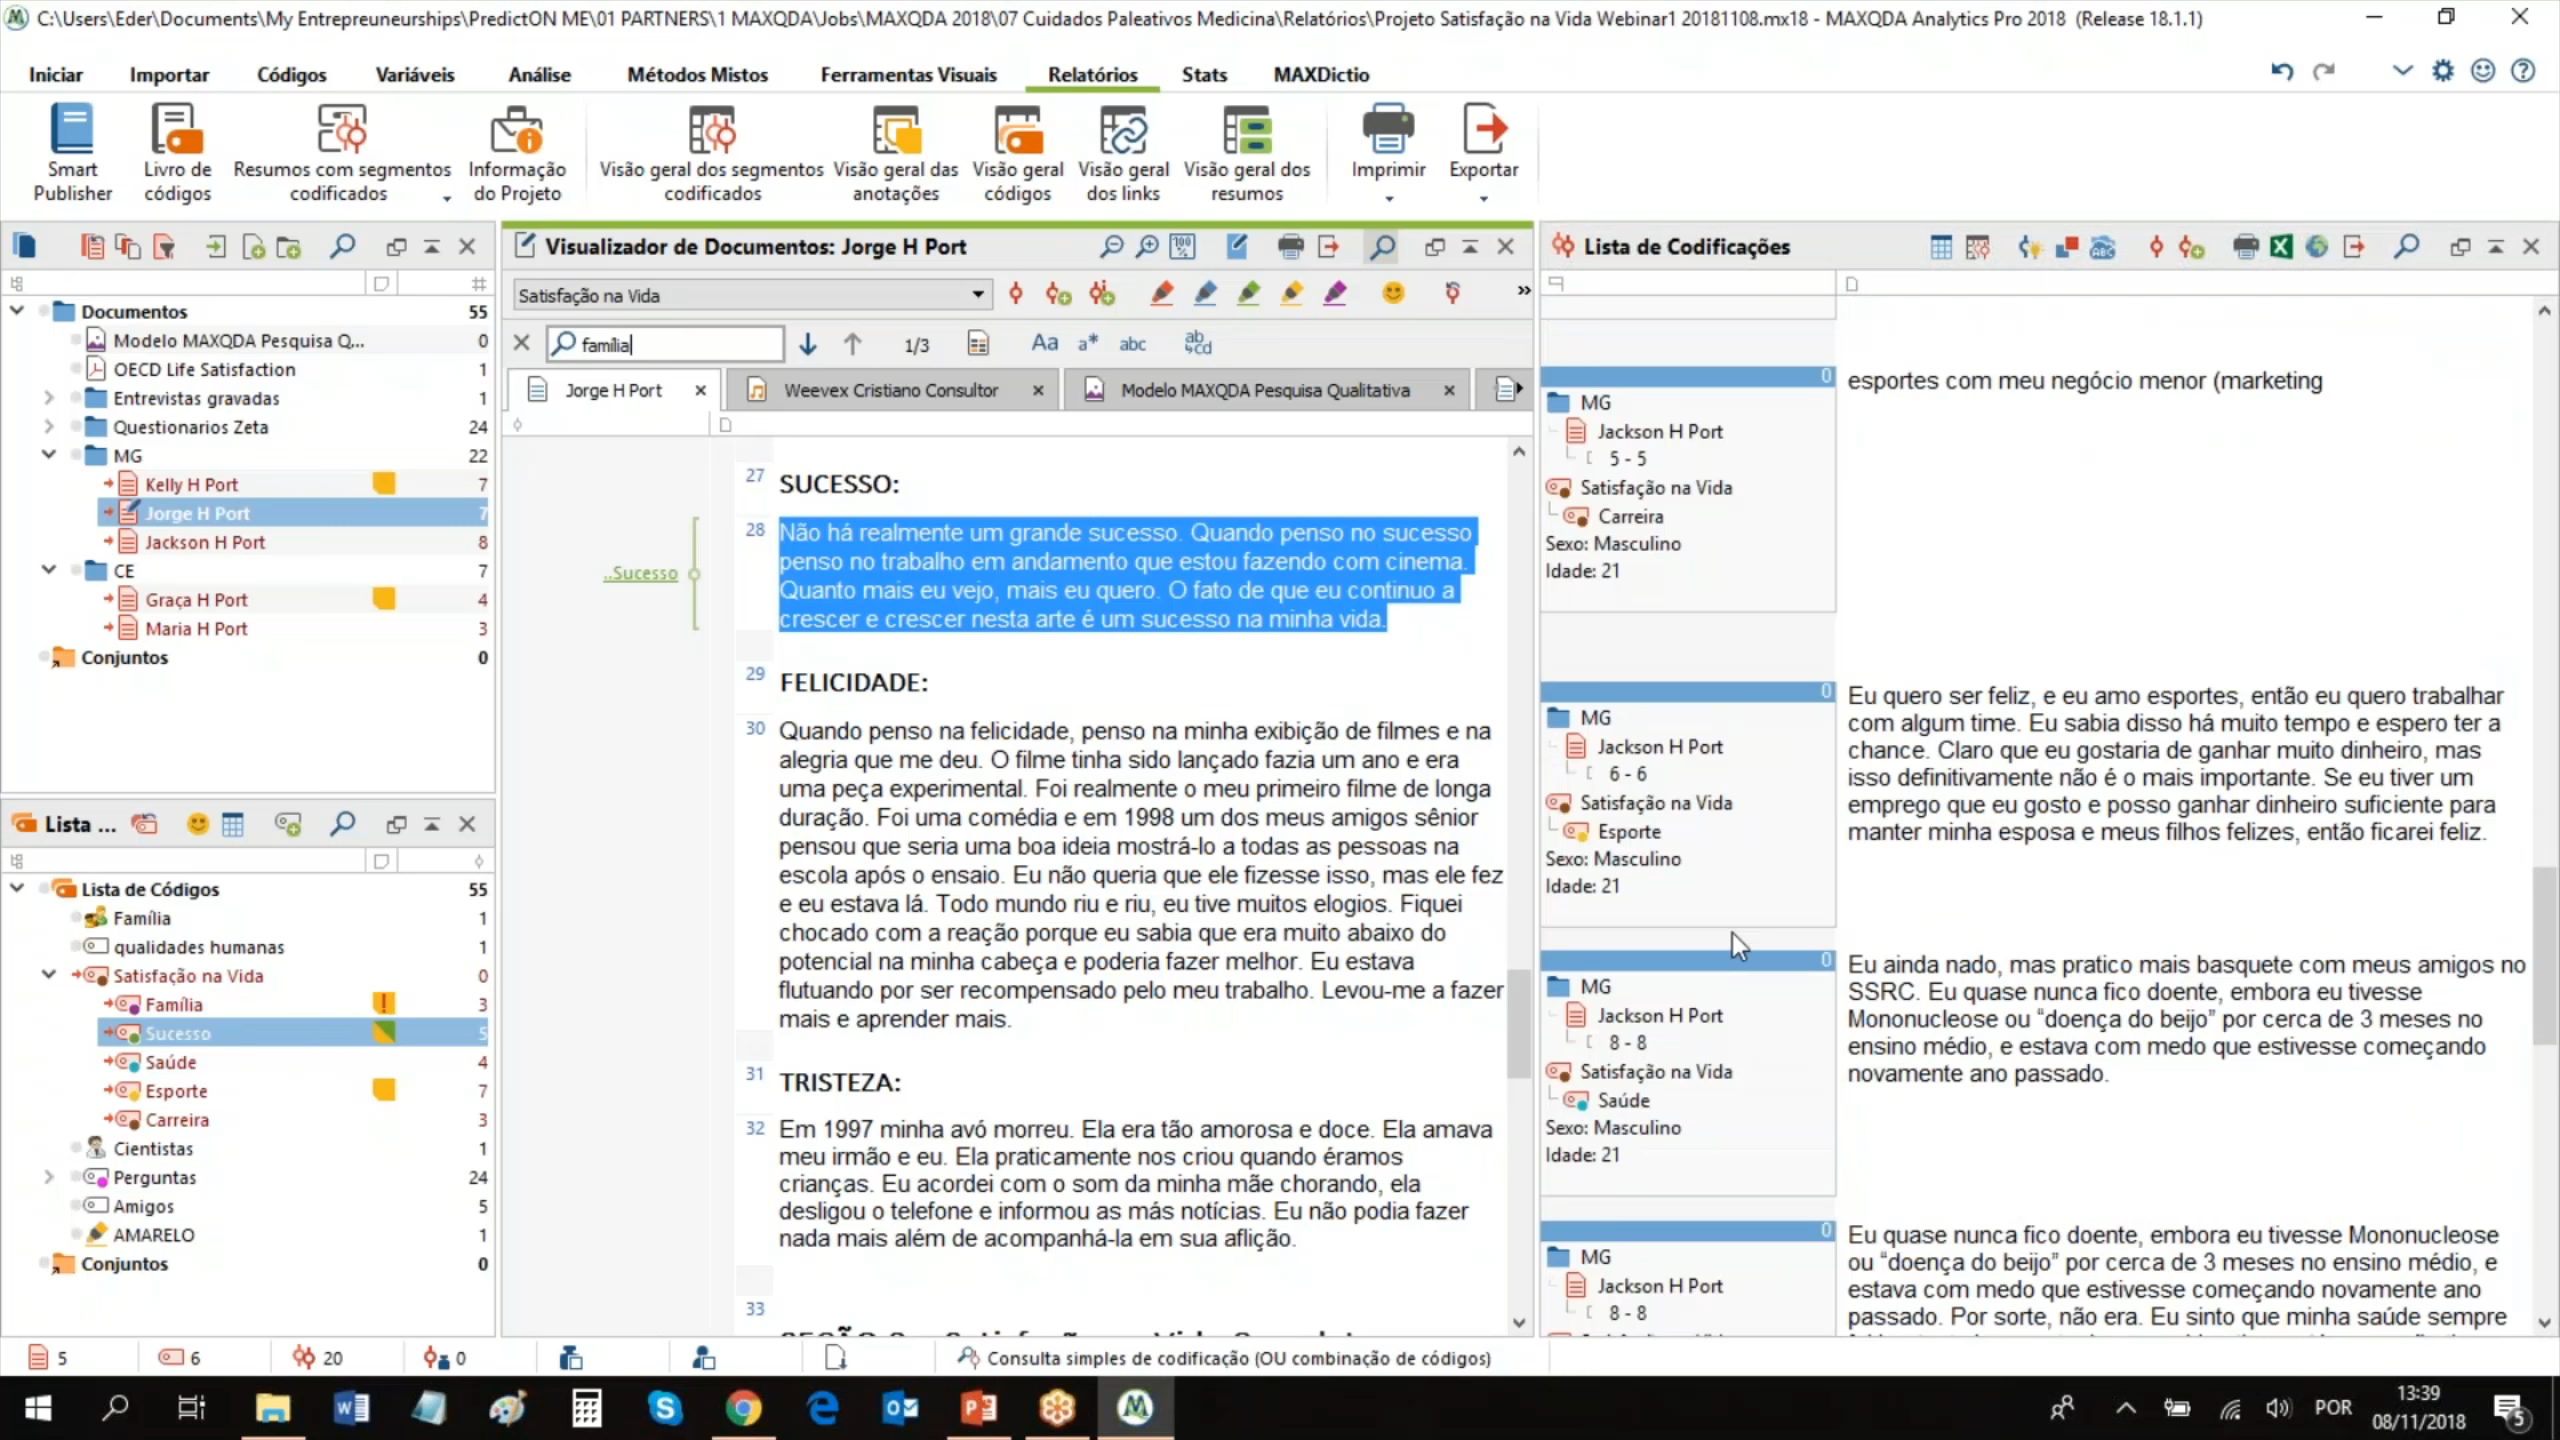 C:\Users\Eder\Documents\My Entrepreuneurships\PredictON ME\01 PARTNERS\1 MAXQDA\Jobs\MAXQDA 2018\07 Cuidados Paleativos Medicina\Relatórios\Projeto Satisfação na Vida Webinar1 20181108.mx18 - MAXQDA Analytics Pro 2018 (Release 18.1.1)
Iniciar Importar Códigos Variáveis Análise Métodos Mistos Ferramentas Visuais Relatórios Stats MAXDictio
Smart Publisher
Livro de códigos
Resumos com segmentos codificados
Informação do Projeto
Visão geral dos segmentos codificados
Visão geral das anotações
Visão geral códigos
Visão geral dos links
Visão geral dos resumos
Imprimir
Exportar
Documentos 55
Modelo MAXQDA Pesquisa Q... 0
OECD Life Satisfaction 1
Entrevistas gravadas 1
Questionarios Zeta 24
MG 22
Kelly H Port 7
Jorge H Port 7
Jackson H Port 8
CE 7
Graça H Port 4
Maria H Port 3
Conjuntos 0
Lista ...
Lista de Códigos 55
Família 1
qualidades humanas 1
Satisfação na Vida 0
Família 3
Sucesso 5
Saúde 4
Esporte 7
Carreira 3
Cientistas 1
Perguntas 24
Amigos 5
AMARELO 1
Conjuntos 0
Visualizador de Documentos: Jorge H Port
100 %
Satisfação na Vida
»
família 1/3 Aa a* abc ab cd
Jorge H Port
Weevex Cristiano Consultor
Modelo MAXQDA Pesquisa Qualitativa
..Sucesso
27 SUCESSO:
28 Não há realmente um grande sucesso. Quando penso no sucesso
penso no trabalho em andamento que estou fazendo com cinema.
Quanto mais eu vejo, mais eu quero. O fato de que eu continuo a
crescer e crescer nesta arte é um sucesso na minha vida.
29 FELICIDADE:
30 Quando penso na felicidade, penso na minha exibição de filmes e na
alegria que me deu. O filme tinha sido lançado fazia um ano e era
uma peça experimental. Foi realmente o meu primeiro filme de longa
duração. Foi uma comédia e em 1998 um dos meus amigos sênior
pensou que seria uma boa ideia mostrá-lo a todas as pessoas na
escola após o ensaio. Eu não queria que ele fizesse isso, mas ele fez
e eu estava lá. Todo mundo riu e riu, eu tive muitos elogios. Fiquei
chocado com a reação porque eu sabia que era muito abaixo do
potencial na minha cabeça e poderia fazer melhor. Eu estava
flutuando por ser recompensado pelo meu trabalho. Levou-me a fazer
mais e aprender mais.
31 TRISTEZA:
32 Em 1997 minha avó morreu. Ela era tão amorosa e doce. Ela amava
meu irmão e eu. Ela praticamente nos criou quando éramos
crianças. Eu acordei com o som da minha mãe chorando, ela
desligou o telefone e informou as más notícias. Eu não podia fazer
nada mais além de acompanhá-la em sua aflição.
33
Lista de Codificações
0
MG
Jackson H Port
5 - 5
Satisfação na Vida
Carreira
Sexo: Masculino
Idade: 21
esportes com meu negócio menor (marketing
0
MG
Jackson H Port
6 - 6
Satisfação na Vida
Esporte
Sexo: Masculino
Idade: 21
Eu quero ser feliz, e eu amo esportes, então eu quero trabalhar
com algum time. Eu sabia disso há muito tempo e espero ter a
chance. Claro que eu gostaria de ganhar muito dinheiro, mas
isso definitivamente não é o mais importante. Se eu tiver um
emprego que eu gosto e posso ganhar dinheiro suficiente para
manter minha esposa e meus filhos felizes, então ficarei feliz.
0
MG
Jackson H Port
8 - 8
Satisfação na Vida
Saúde
Sexo: Masculino
Idade: 21
Eu ainda nado, mas pratico mais basquete com meus amigos no
SSRC. Eu quase nunca fico doente, embora eu tivesse
Mononucleose ou “doença do beijo” por cerca de 3 meses no
ensino médio, e estava com medo que estivesse começando
novamente ano passado.
0
MG
Jackson H Port
8 - 8
Eu quase nunca fico doente, embora eu tivesse Mononucleose
ou “doença do beijo” por cerca de 3 meses no ensino médio, e
estava com medo que estivesse começando novamente ano
passado. Por sorte, não era. Eu sinto que minha saúde sempre
5 6 20 0 Consulta simples de codificação (OU combinação de códigos)
POR 13:39
08/11/2018
5